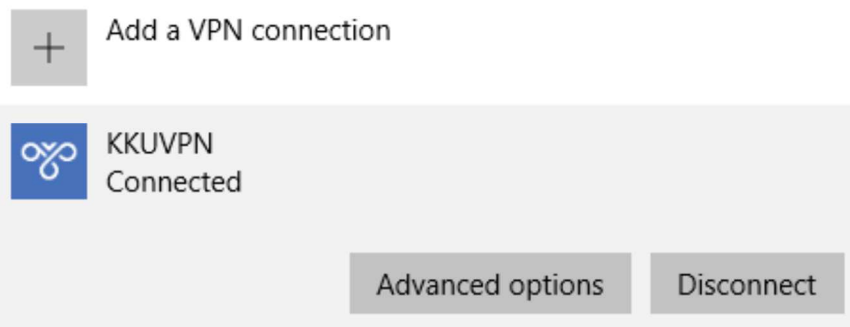 Add a VPN connection
KKUVPN
Connected
Advanced options
Disconnect